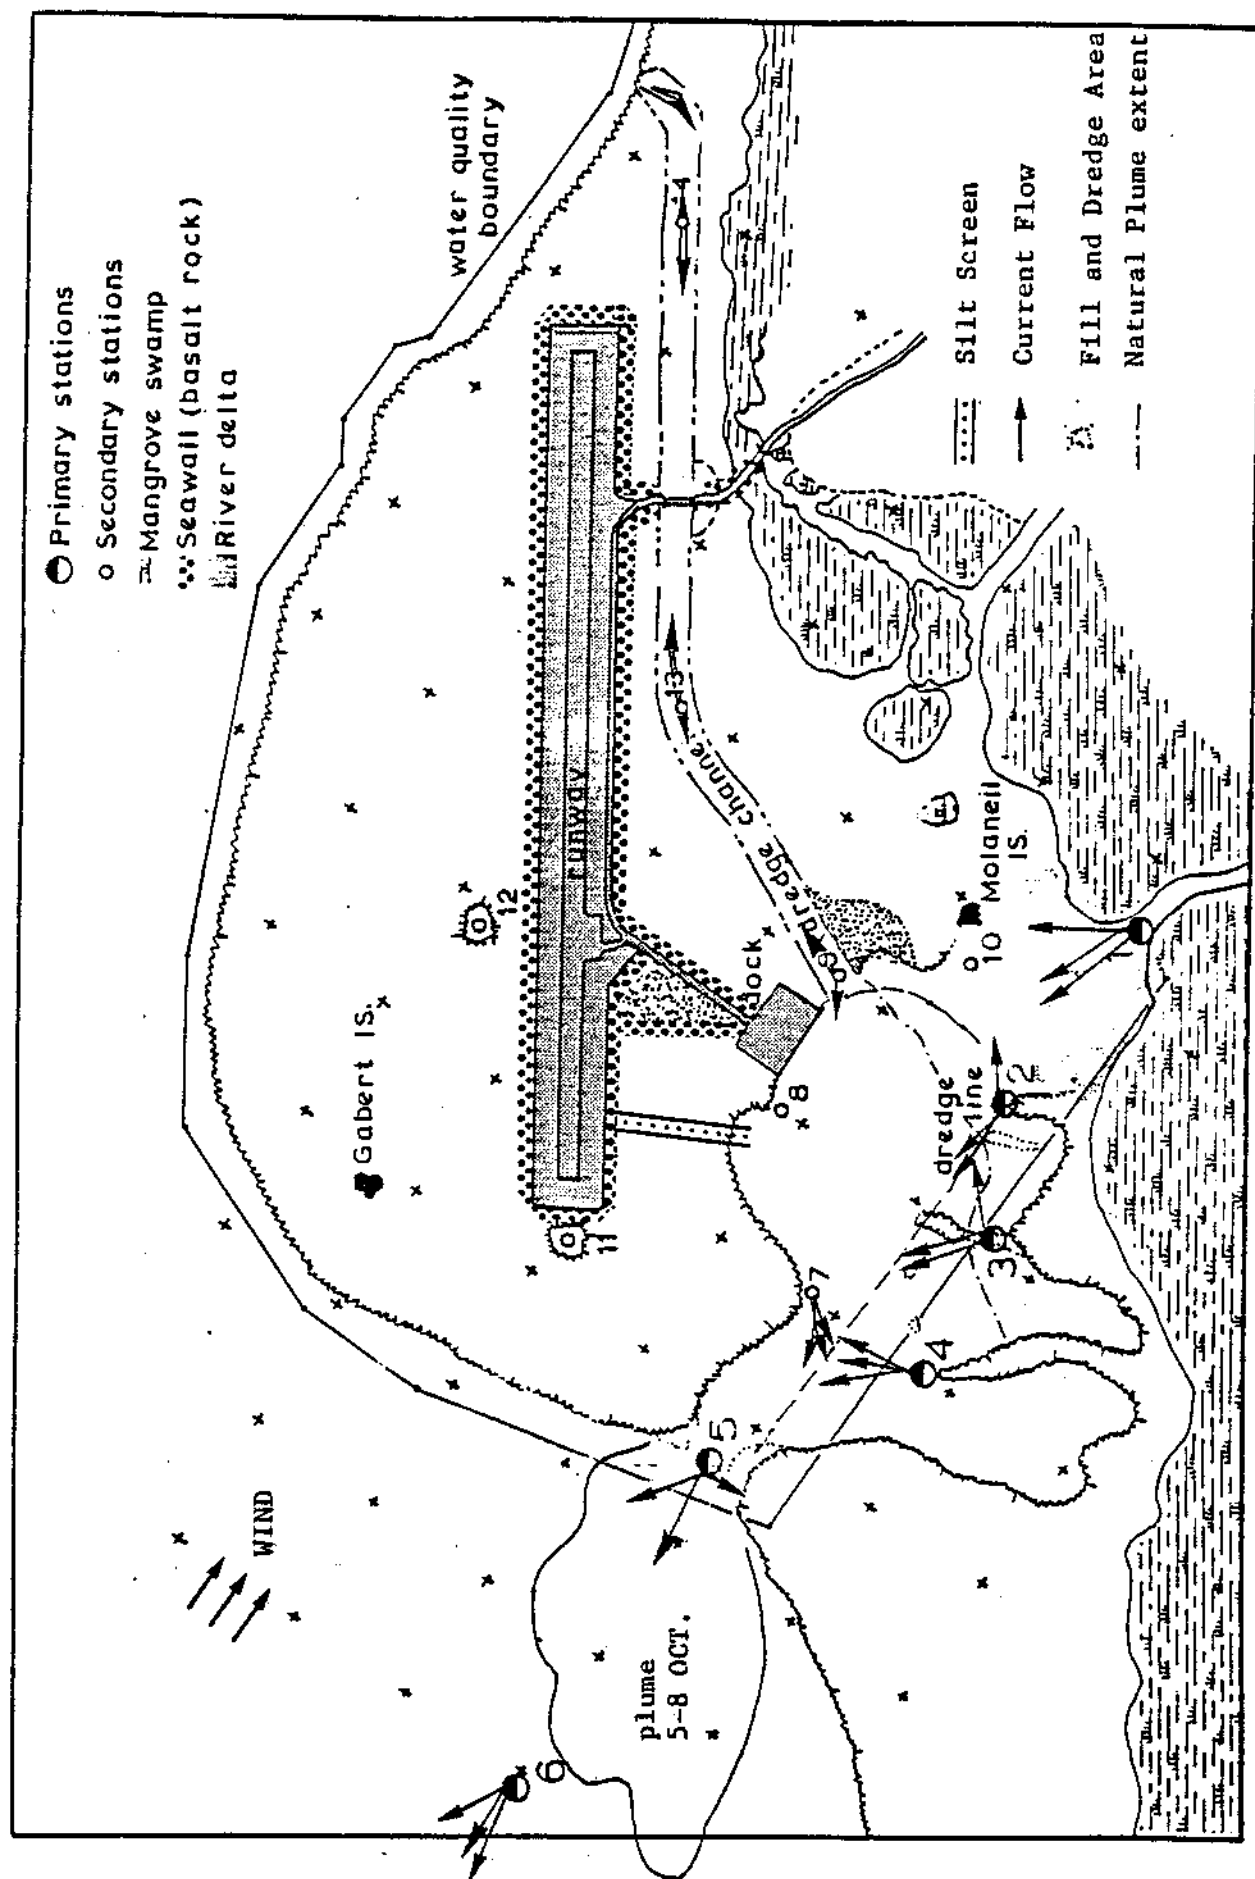 Primary stations
Secondary stations
Mangrove swamp
Seawall (basalt rock)
River delta
water quality
boundary
WIND
Gabert IS.
12
11
runway
dock
8
dredge channel
13
14
9
10
Molaneil
IS.
1
2
dredge
line
3
4
7
5
6
plume
5-8 OCT.
Silt Screen
Current Flow
Fill and Dredge Area
Natural Plume extent